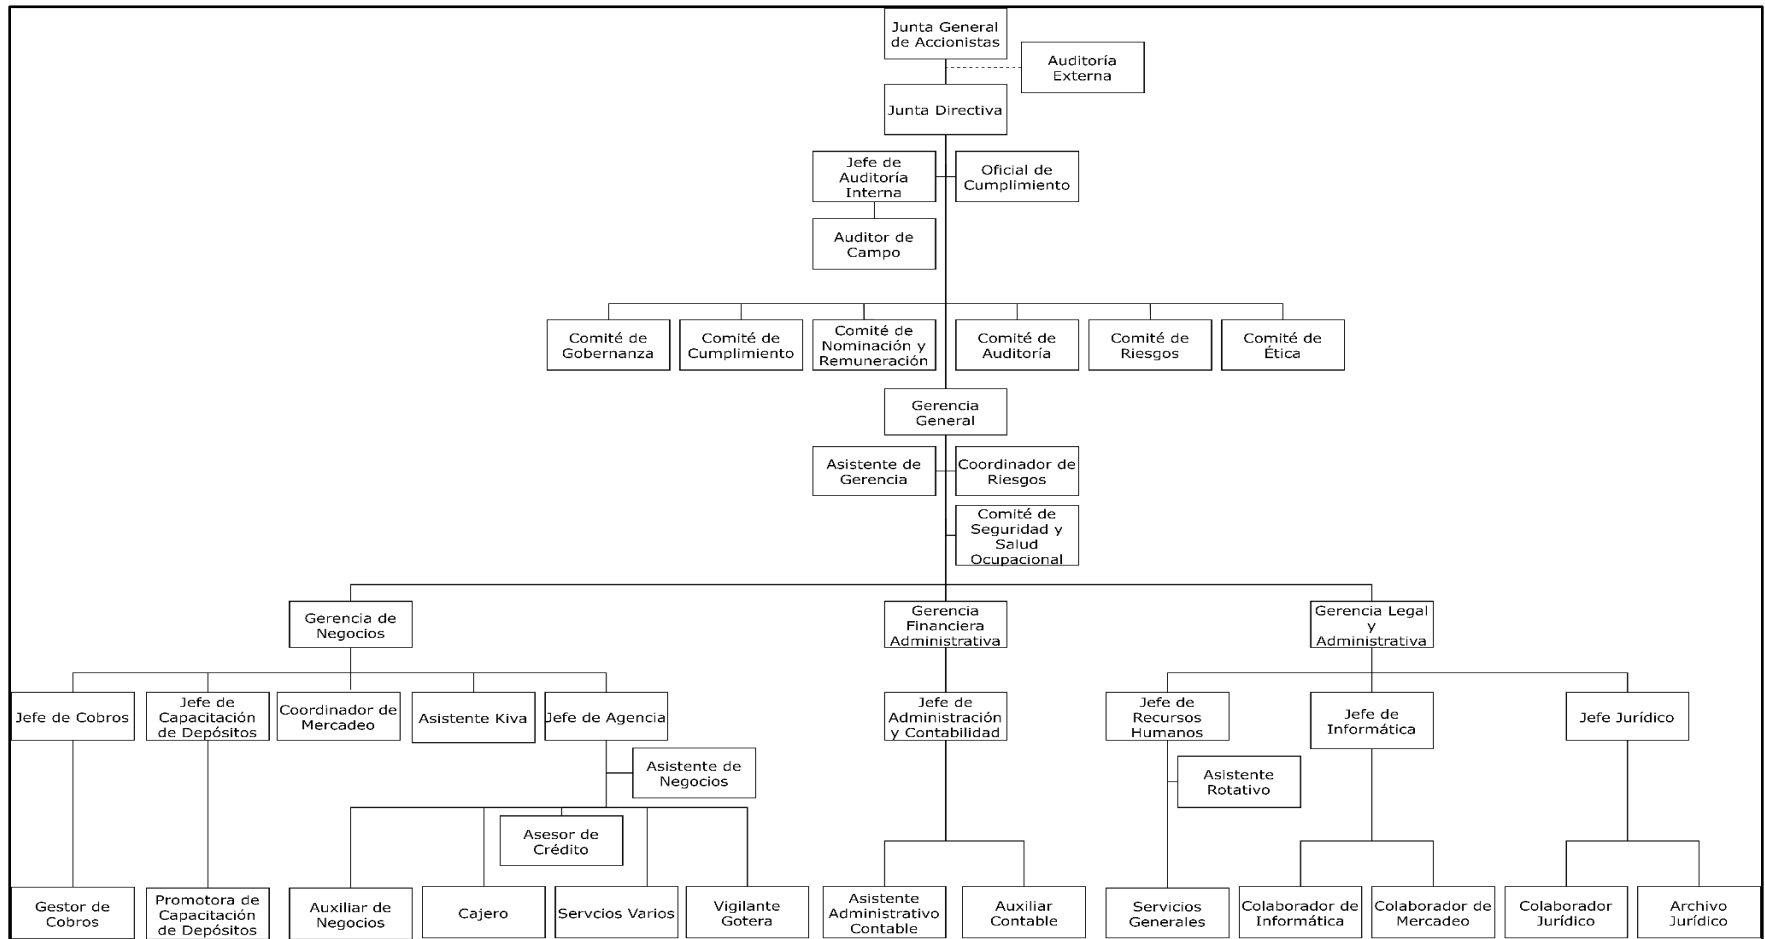 Junta General
de Accionistas
Auditoría
Externa
Junta Directiva
Jefe de
Auditoría
Interna
Oficial de
Cumplimiento
Auditor de
Campo
Comité de
Gobernanza
Comité de
Cumplimiento
Comité de
Nominación y
Remuneración
Comité de
Auditoría
Comité de
Riesgos
Comité de
Ética
Gerencia
General
Asistente de
Gerencia
Coordinador de
Riesgos
Comité de
Seguridad y
Salud
Ocupacional
Gerencia de
Negocios
Gerencia
Financiera
Administrativa
Gerencia Legal
y
Administrativa
Jefe de Cobros
Jefe de
Capacitación
de Depósitos
Coordinador de
Mercadeo
Asistente Kiva
Jefe de Agencia
Jefe de
Administración
y Contabilidad
Jefe de
Recursos
Humanos
Jefe de
Informática
Jefe Jurídico
Asistente de
Negocios
Asistente
Rotativo
Asesor de
Crédito
Gestor de
Cobros
Promotora de
Capacitación
de Depósitos
Auxiliar de
Negocios
Cajero
Servcios Varios
Vigilante
Gotera
Asistente
Administrativo
Contable
Auxiliar
Contable
Servicios
Generales
Colaborador de
Informática
Colaborador de
Mercadeo
Colaborador
Jurídico
Archivo
Jurídico